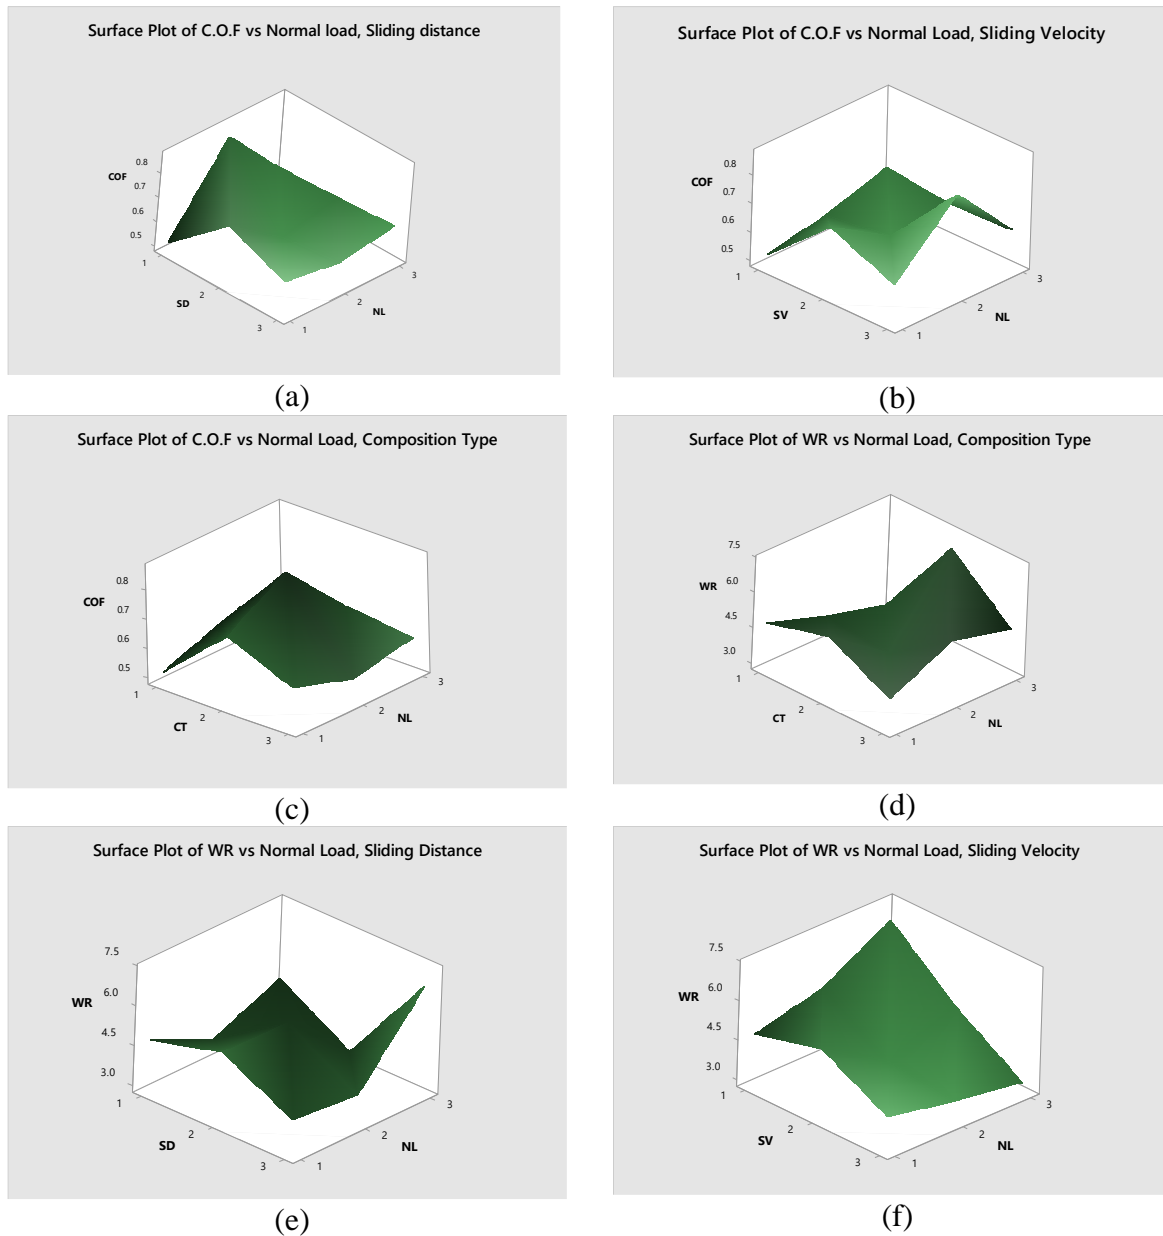 Surface Plot of C.O.F vs Normal load, Sliding distance
0.8
COF
0.7
0.6
0.5
1
SD
2
3
1
2
NL
3
(a)
Surface Plot of C.O.F vs Normal Load, Sliding Velocity
0.8
COF
0.7
0.6
0.5
1
SV
2
3
1
2
NL
3
(b)
Surface Plot of C.O.F vs Normal Load, Composition Type
0.8
COF
0.7
0.6
0.5
1
CT
2
3
1
2
NL
3
(c)
Surface Plot of WR vs Normal Load, Composition Type
7.5
WR
6.0
4.5
3.0
1
CT
2
3
1
2
NL
3
(d)
Surface Plot of WR vs Normal Load, Sliding Distance
7.5
WR
6.0
4.5
3.0
1
SD
2
3
1
2
NL
3
(e)
Surface Plot of WR vs Normal Load, Sliding Velocity
7.5
WR
6.0
4.5
3.0
1
SV
2
3
1
2
NL
3
(f)